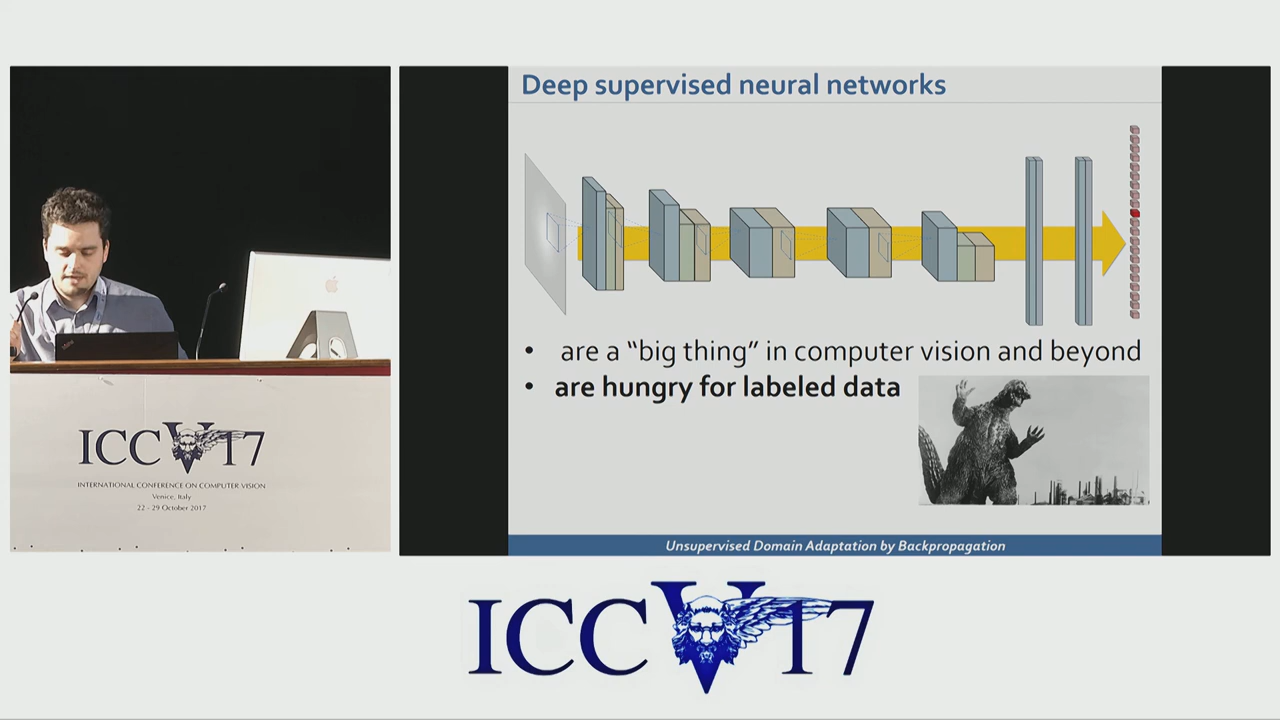 Deep supervised neural networks
• are a “big thing” in computer vision and beyond
• are hungry for labeled data
Unsupervised Domain Adaptation by Backpropagation
ICCV17
INTERNATIONAL CONFERENCE ON COMPUTER VISION
Venice, Italy
22 - 29 October 2017
ICCV17